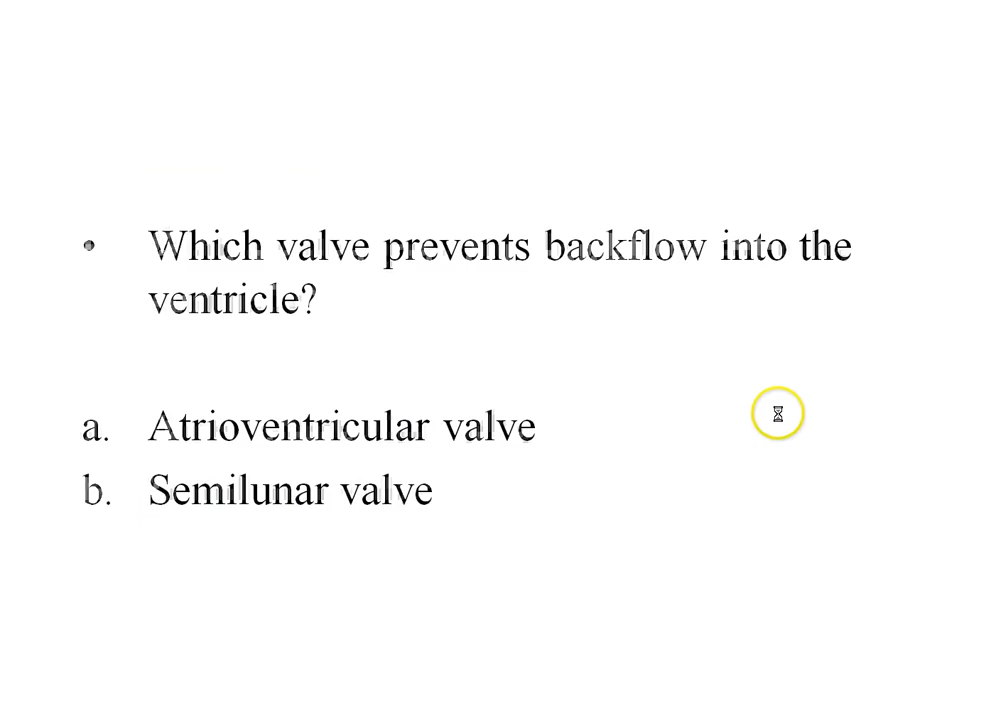 • Which valve prevents backflow into the
ventricle?
a. Atrioventricular valve
b. Semilunar valve